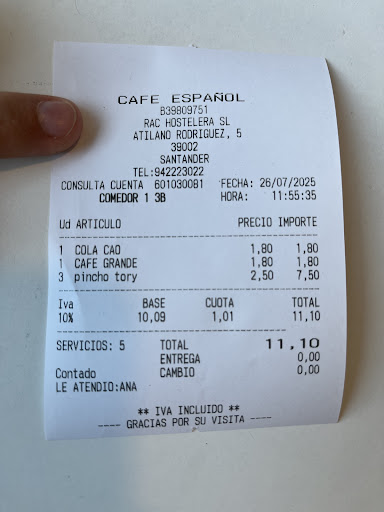 CAFE ESPAÑOL
B39809751
RAC HOSTELERA SL
ATILANO RODRIGUEZ, 5
39002
SANTANDER
TEL:942223022
CONSULTA CUENTA 601030081 FECHA: 26/07/2025
COMEDOR 1 3B HORA: 11:55:35
Ud ARTICULO PRECIO IMPORTE
1 COLA CAO 1,80 1,80
1 CAFE GRANDE 1,80 1,80
3 pincho tory 2,50 7,50
Iva BASE CUOTA TOTAL
10% 10,09 1,01 11,10
SERVICIOS: 5 TOTAL 11,10
ENTREGA 0,00
Contado CAMBIO 0,00
LE ATENDIO:ANA
** IVA INCLUIDO **
---- GRACIAS POR SU VISITA ----